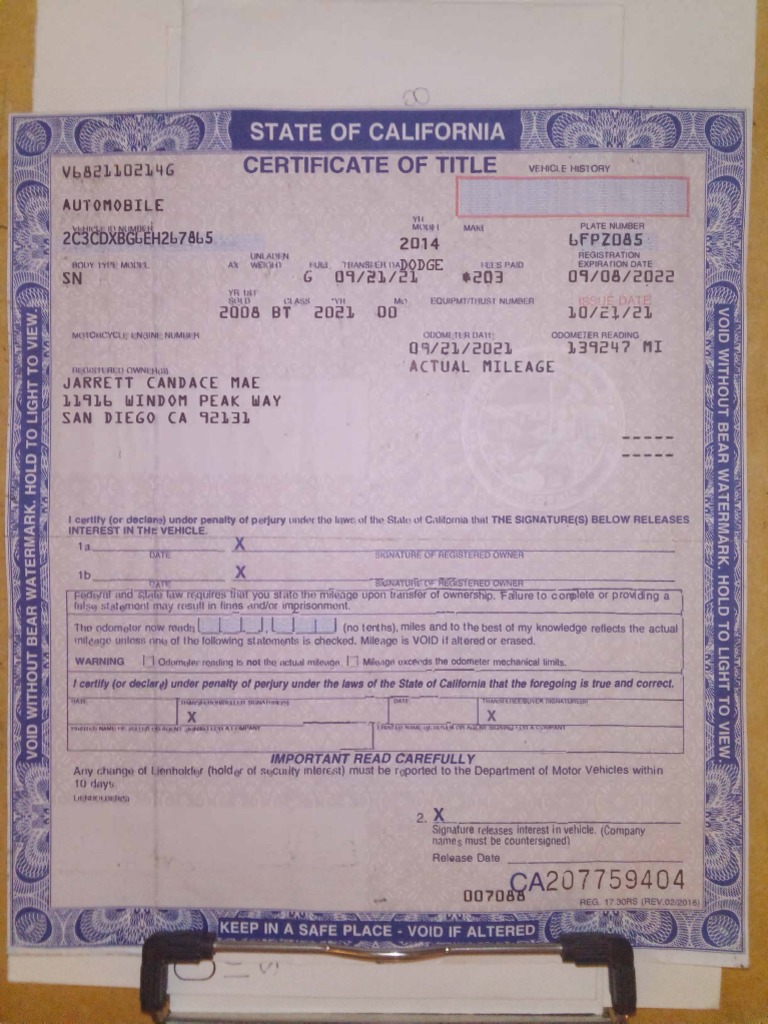 STATE OF CALIFORNIA
CERTIFICATE OF TITLE
VEHICLE HISTORY
V6821102146
AUTOMOBILE
VEHICLE ID NUMBER
YR MODEL
MAKE
PLATE NUMBER
2C3CDXBG6EH267865
2014
DODGE
6FPZ085
BODY TYPE MODEL
AX
UNLADEN WEIGHT
FUEL
TRANSFER DATE
FEES PAID
REGISTRATION EXPIRATION DATE
SN
G
09/21/21
$203
09/08/2022
YR 1ST SOLD
CLASS
YR
MO
EQUIPMT/TRUST NUMBER
ISSUE DATE
2008
BT
2021
00
10/21/21
MOTORCYCLE ENGINE NUMBER
ODOMETER DATE
ODOMETER READING
09/21/2021
139247 MI
ACTUAL MILEAGE
REGISTERED OWNER(S)
JARRETT CANDACE MAE
11916 WINDOM PEAK WAY
SAN DIEGO CA 92131
I certify (or declare) under penalty of perjury under the laws of the State of California that THE SIGNATURE(S) BELOW RELEASES
INTEREST IN THE VEHICLE.
1a. X
DATE SIGNATURE OF REGISTERED OWNER
1b X
DATE SIGNATURE OF REGISTERED OWNER
Federal and State law requires that you state the mileage upon transfer of ownership. Failure to complete or providing a
false statement may result in fines and/or imprisonment.
The odometer now reads (no tenths), miles and to the best of my knowledge reflects the actual
mileage unless one of the following statements is checked. Mileage is VOID if altered or erased.
WARNING Odometer reading is not the actual mileage. Mileage exceeds the odometer mechanical limits.
I certify (or declare) under penalty of perjury under the laws of the State of California that the foregoing is true and correct.
DATE
X
DATE
X
IMPORTANT READ CAREFULLY
Any change of Lienholder (holder of security interest) must be reported to the Department of Motor Vehicles within
10 days.
LIENHOLDER(S)
2. X
Signature releases interest in vehicle. (Company
names must be countersigned)
Release Date
CA207759404
007088
REG. 17 30RS (REV.02/2016)
KEEP IN A SAFE PLACE - VOID IF ALTERED
VOID WITHOUT BEAR WATERMARK. HOLD TO LIGHT TO VIEW.
VOID WITHOUT BEAR WATERMARK. HOLD TO LIGHT TO VIEW.